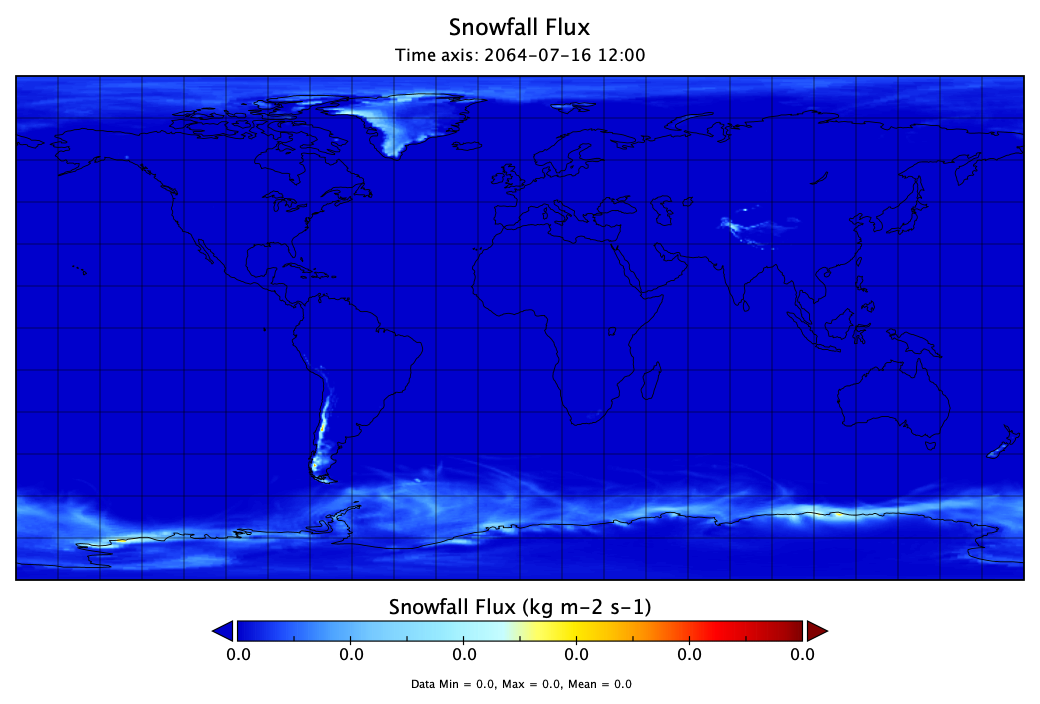 Snowfall Flux
Time axis: 2064-07-16 12:00
Snowfall Flux (kg m-2 s-1)
0.0 0.0 0.0 0.0 0.0 0.0
Data Min = 0.0, Max = 0.0, Mean = 0.0